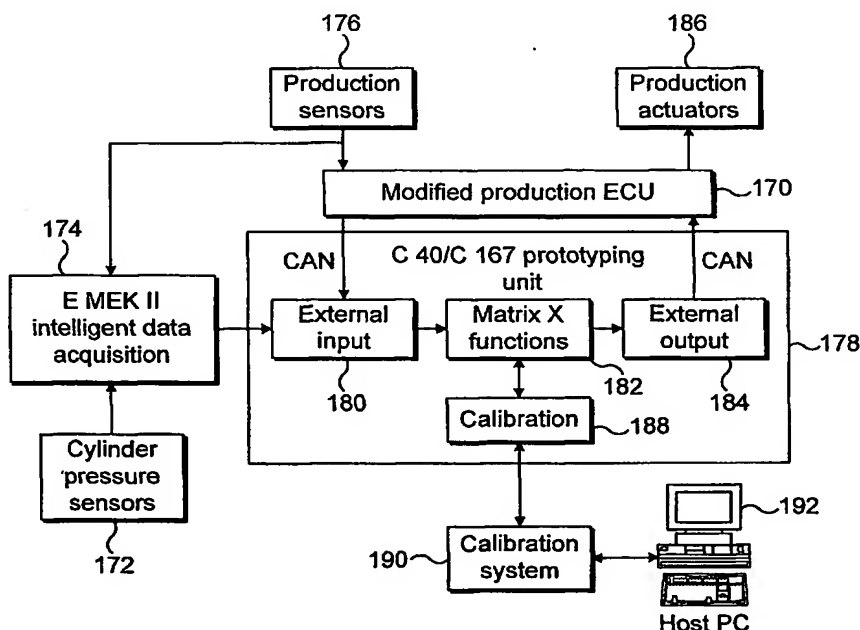 176
186
Production
sensors
Production
actuators
Modified production ECU
170
174
CAN
C 40/C 167 prototyping
unit
CAN
E MEK II
intelligent data
acquisition
External
input
Matrix X
functions
External
output
178
180
182
184
Calibration
188
Cylinder
pressure
sensors
172
190
Calibration
system
192
Host PC